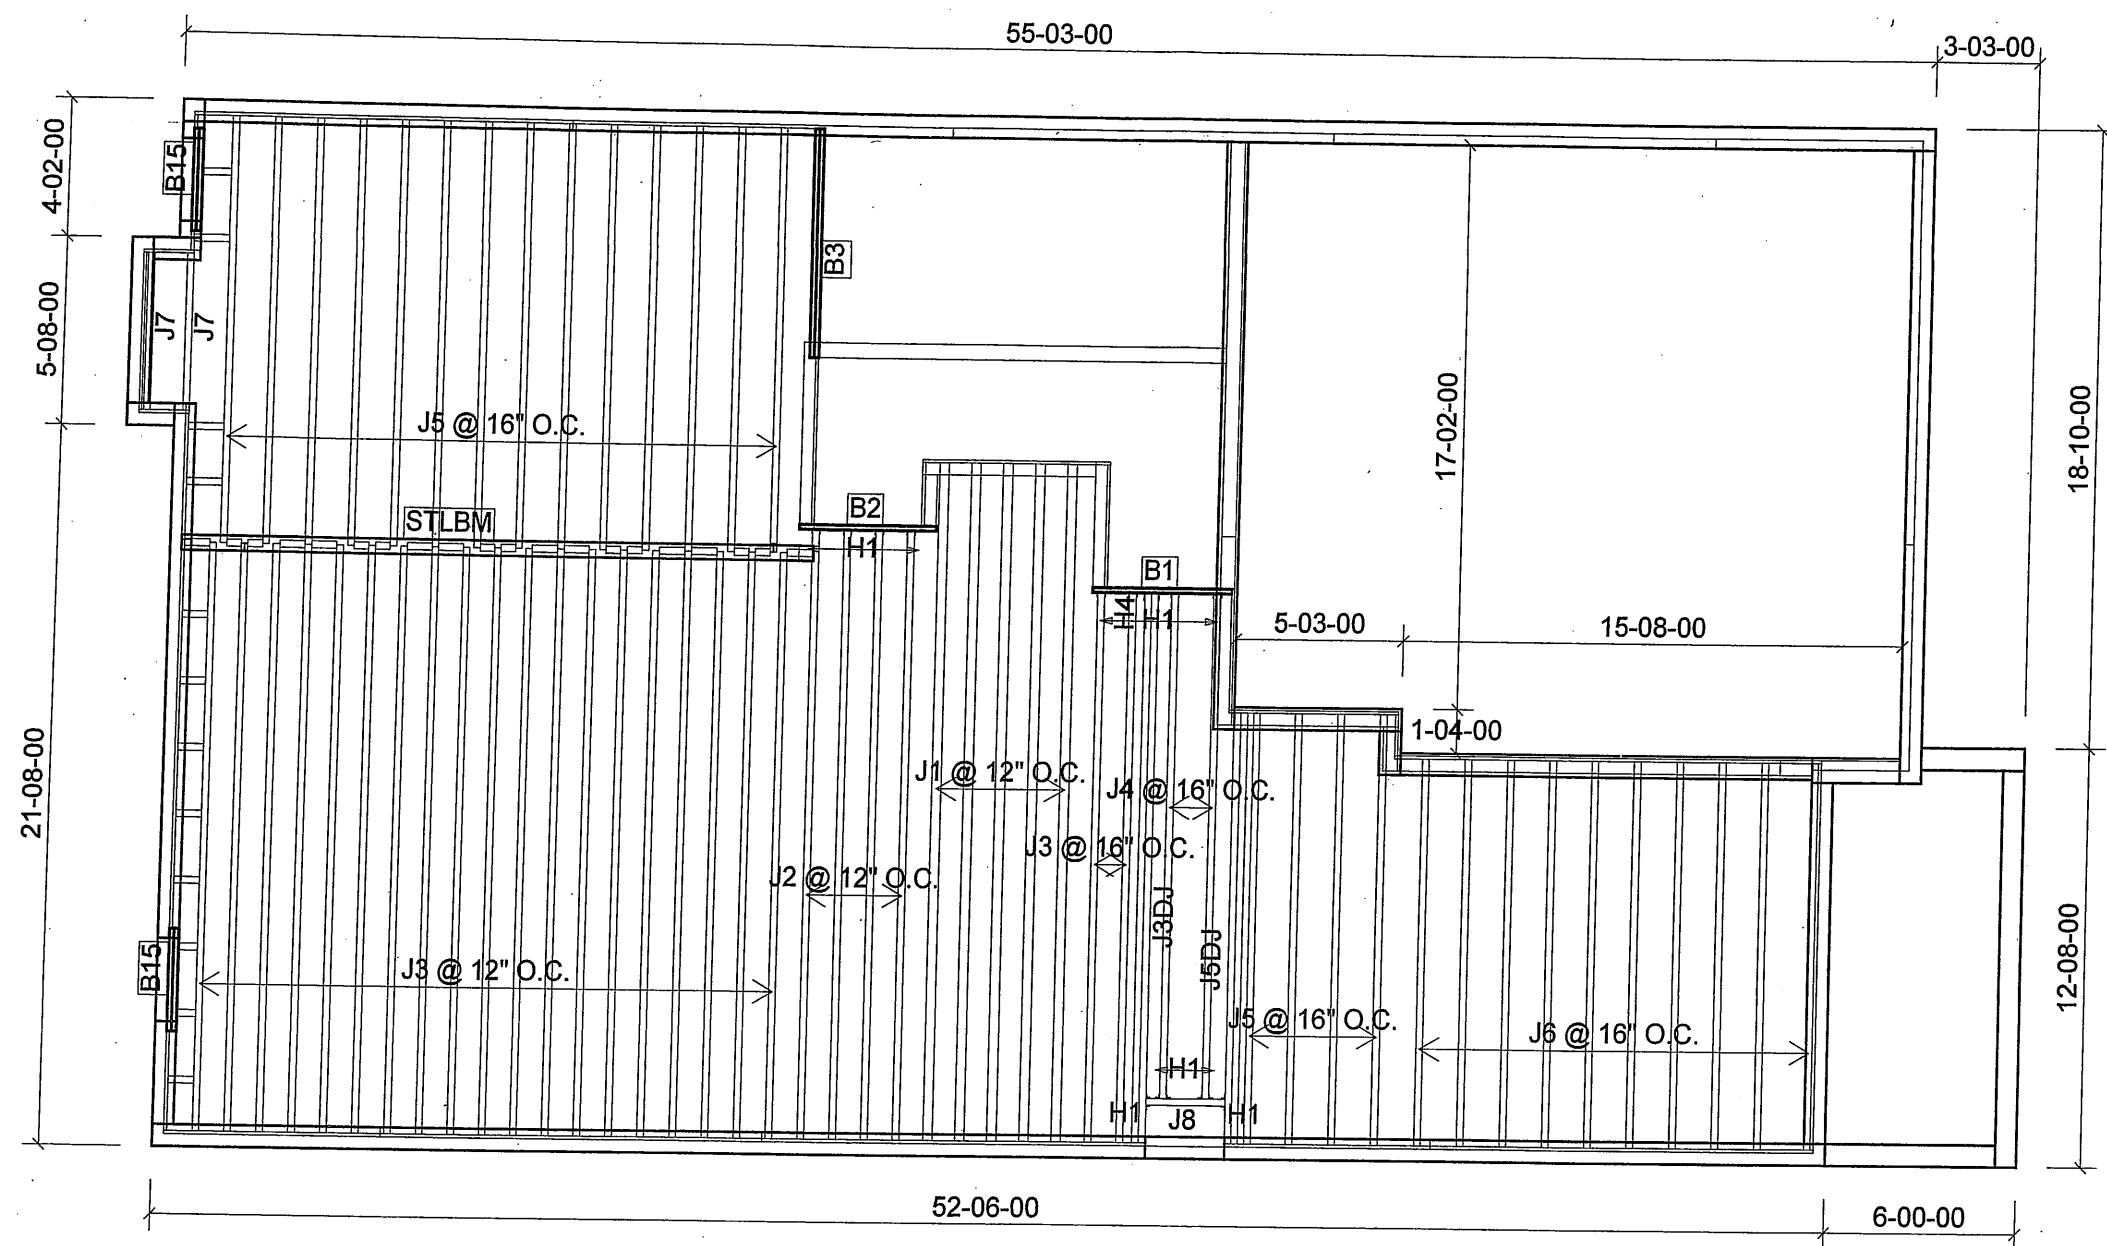 55-03-00
3-03-00
4-02-00
B15
B3
5-08-00
J7
J7
J5 @ 16" O.C.
17-02-00
18-10-00
STLBM
B2
H1
B1
H4
H1
5-03-00
15-08-00
1-04-00
21-08-00
J1 @ 12" O.C.
J4 @ 16" O.C.
J3 @ 16" O.C.
J2 @ 12" O.C.
J3DJ
J5DJ
B15
J3 @ 12" O.C.
12-08-00
J5 @ 16" O.C.
J6 @ 16" O.C.
H1
H1
J8
H1
52-06-00
6-00-00